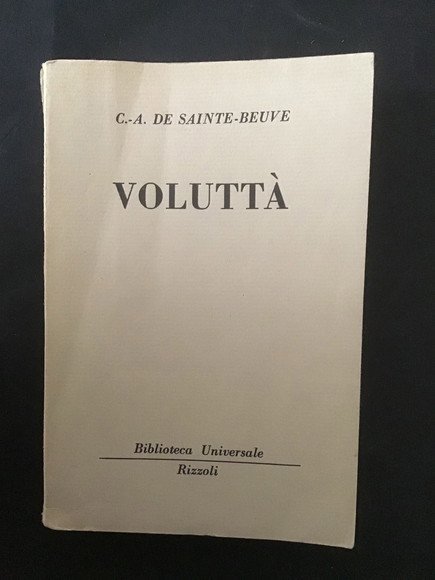 C.-A. DE SAINTE-BEUVE
VOLUTTÀ
Biblioteca Universale
Rizzoli